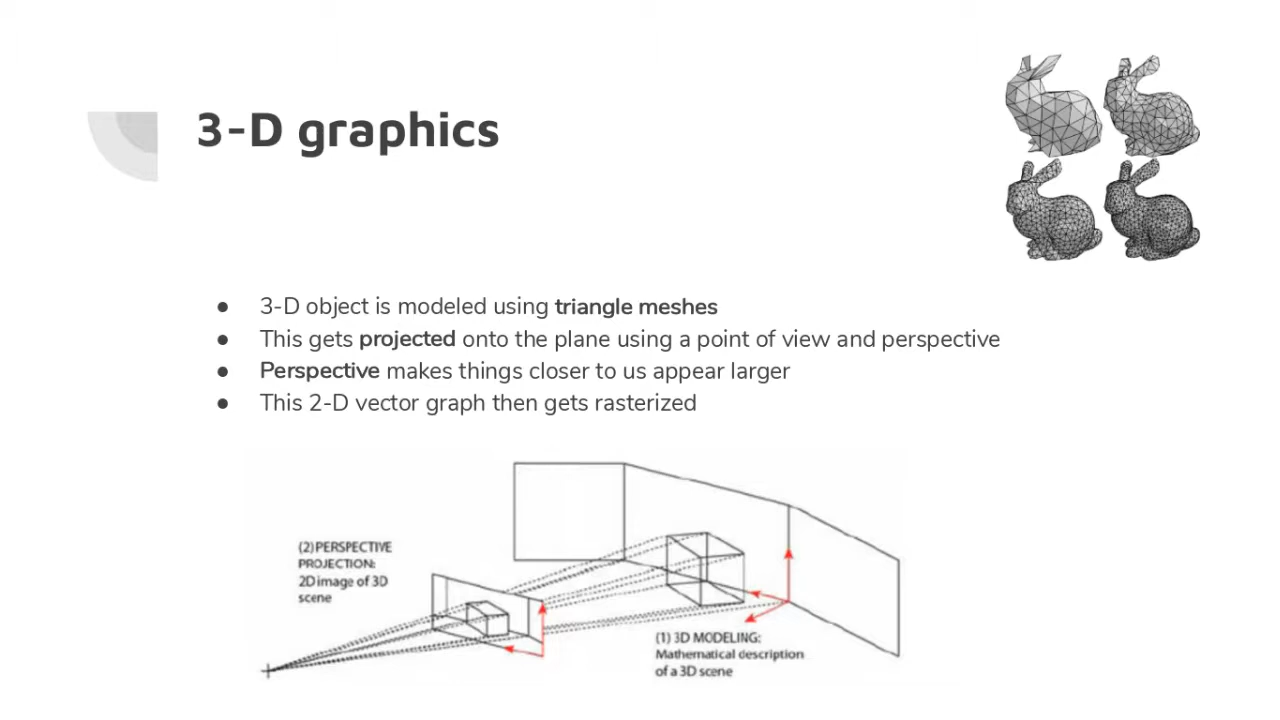 3-D graphics
● 3-D object is modeled using triangle meshes
● This gets projected onto the plane using a point of view and perspective
● Perspective makes things closer to us appear larger
● This 2-D vector graph then gets rasterized
(2) PERSPECTIVE
PROJECTION:
2D image of 3D
scene
(1) 3D MODELING:
Mathematical description
of a 3D scene